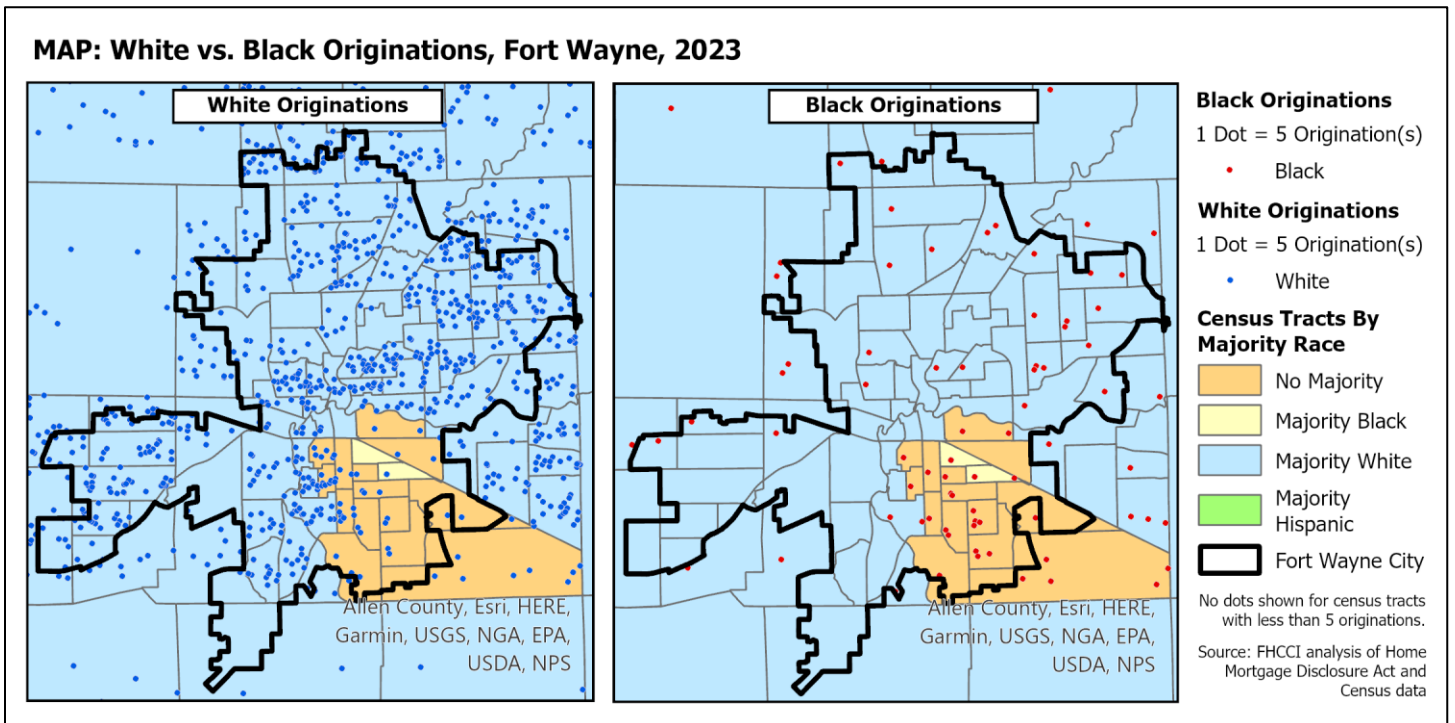 MAP: White vs. Black Originations, Fort Wayne, 2023
White Originations
Allen County, Esri, HERE,
Garmin, USGS, NGA, EPA,
USDA, NPS
Black Originations
Allen County, Esri, HERE,
Garmin, USGS, NGA, EPA,
USDA, NPS
Black Originations
1 Dot = 5 Origination(s)
Black
White Originations
1 Dot = 5 Origination(s)
White
Census Tracts By
Majority Race
No Majority
Majority Black
Majority White
Majority
Hispanic
Fort Wayne City
No dots shown for census tracts
with less than 5 originations.
Source: FHCCI analysis of Home
Mortgage Disclosure Act and
Census data